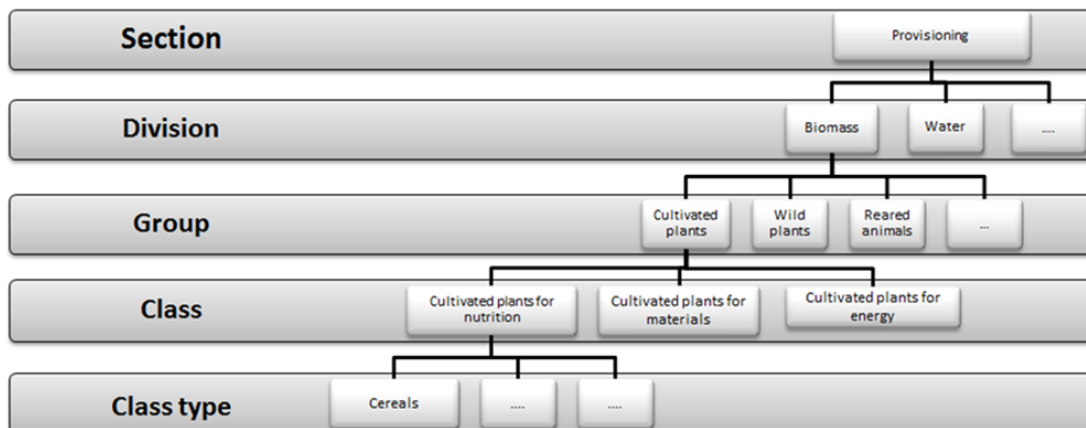 Section
Provisioning
Division
Biomass
Water
....
Group
Cultivated
plants
Wild
plants
Reared
animals
...
Class
Cultivated plants for
nutrition
Cultivated plants for
materials
Cultivated plants for
energy
Class type
Cereals
....
....